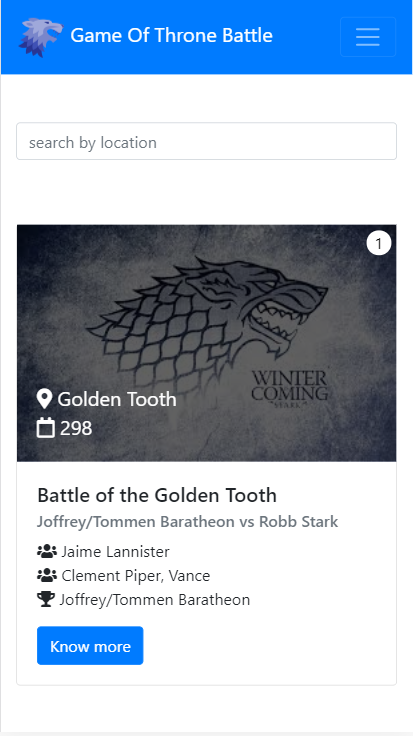 Game Of Throne Battle
search by location
1
WINTER
COMING
"STARK"
Golden Tooth
298
Battle of the Golden Tooth
Joffrey/Tommen Baratheon vs Robb Stark
Jaime Lannister
Clement Piper, Vance
Joffrey/Tommen Baratheon
Know more